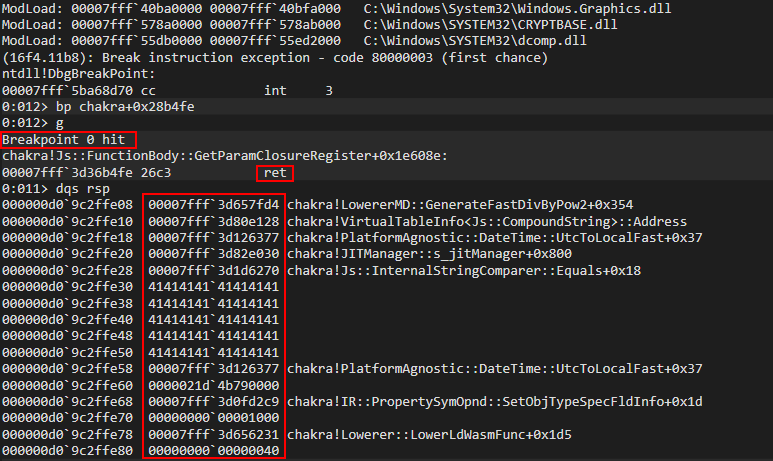 ModLoad: 00007fff`40ba0000 00007fff`40bfa000   C:\Windows\System32\Windows.Graphics.dll
ModLoad: 00007fff`578a0000 00007fff`578ab000   C:\Windows\SYSTEM32\CRYPTBASE.dll
ModLoad: 00007fff`55db0000 00007fff`55ed2000   C:\Windows\SYSTEM32\dcomp.dll
(16f4.11b8): Break instruction exception - code 80000003 (first chance)
ntdll!DbgBreakPoint:
00007fff`5ba68d70 cc              int     3
0:012> bp chakra+0x28b4fe
0:012> g
Breakpoint 0 hit
chakra!Js::FunctionBody::GetParamClosureRegister+0x1e608e:
00007fff`3d36b4fe 26c3            ret
0:011> dqs rsp
000000d0`9c2ffe08  00007fff`3d657fd4 chakra!LowererMD::GenerateFastDivByPow2+0x354
000000d0`9c2ffe10  00007fff`3d80e128 chakra!VirtualTableInfo<Js::CompoundString>::Address
000000d0`9c2ffe18  00007fff`3d126377 chakra!PlatformAgnostic::DateTime::UtcToLocalFast+0x37
000000d0`9c2ffe20  00007fff`3d82e030 chakra!JITManager::s_jitManager+0x800
000000d0`9c2ffe28  00007fff`3d1d6270 chakra!Js::InternalStringComparer::Equals+0x18
000000d0`9c2ffe30  41414141`41414141
000000d0`9c2ffe38  41414141`41414141
000000d0`9c2ffe40  41414141`41414141
000000d0`9c2ffe48  41414141`41414141
000000d0`9c2ffe50  41414141`41414141
000000d0`9c2ffe58  00007fff`3d126377 chakra!PlatformAgnostic::DateTime::UtcToLocalFast+0x37
000000d0`9c2ffe60  0000021d`4b790000
000000d0`9c2ffe68  00007fff`3d0fd2c9 chakra!IR::PropertySymOpnd::SetObjTypeSpecFldInfo+0x1d
000000d0`9c2ffe70  00000000`00001000
000000d0`9c2ffe78  00007fff`3d656231 chakra!Lowerer::LowerLdWasmFunc+0x1d5
000000d0`9c2ffe80  00000000`00000040